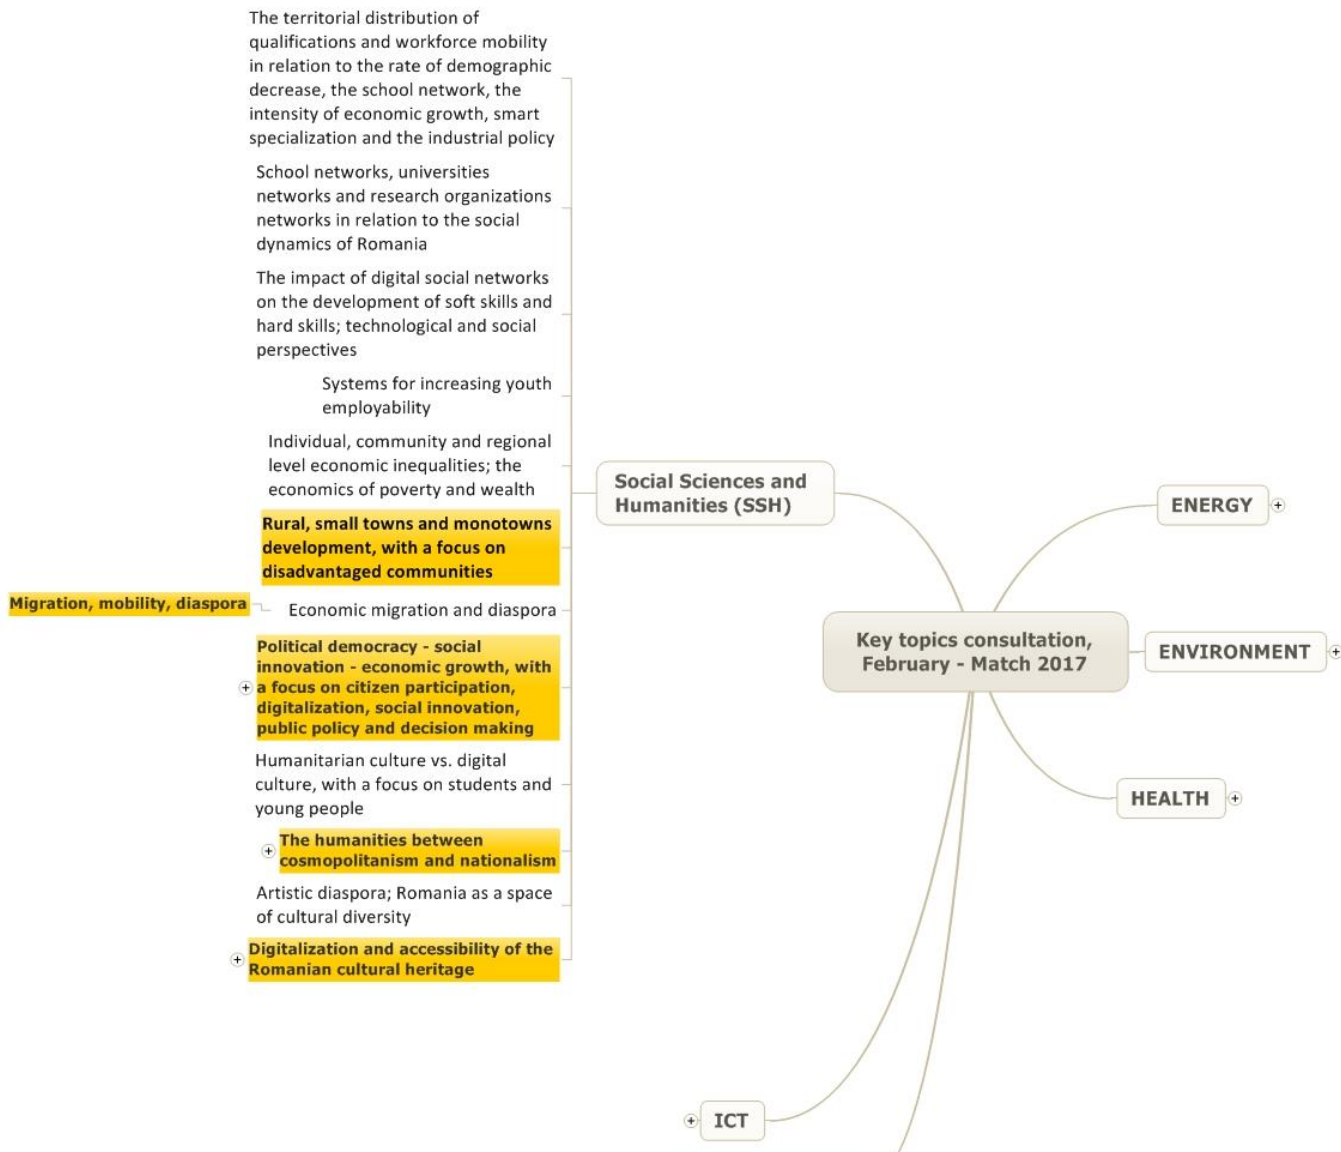 The territorial distribution of
qualifications and workforce mobility
in relation to the rate of demographic
decrease, the school network, the
intensity of economic growth, smart
specialization and the industrial policy
School networks, universities
networks and research organizations
networks in relation to the social
dynamics of Romania
The impact of digital social networks
on the development of soft skills and
hard skills; technological and social
perspectives
Systems for increasing youth
employability
Individual, community and regional
level economic inequalities; the
economics of poverty and wealth
Rural, small towns and monotowns
development, with a focus on
disadvantaged communities
Migration, mobility, diaspora
Economic migration and diaspora
Political democracy - social
innovation - economic growth, with
a focus on citizen participation,
digitalization, social innovation,
public policy and decision making
Humanitarian culture vs. digital
culture, with a focus on students and
young people
The humanities between
cosmopolitanism and nationalism
Artistic diaspora; Romania as a space
of cultural diversity
Digitalization and accessibility of the
Romanian cultural heritage
Social Sciences and
Humanities (SSH)
Key topics consultation,
February - Match 2017
ENERGY
ENVIRONMENT
HEALTH
ICT